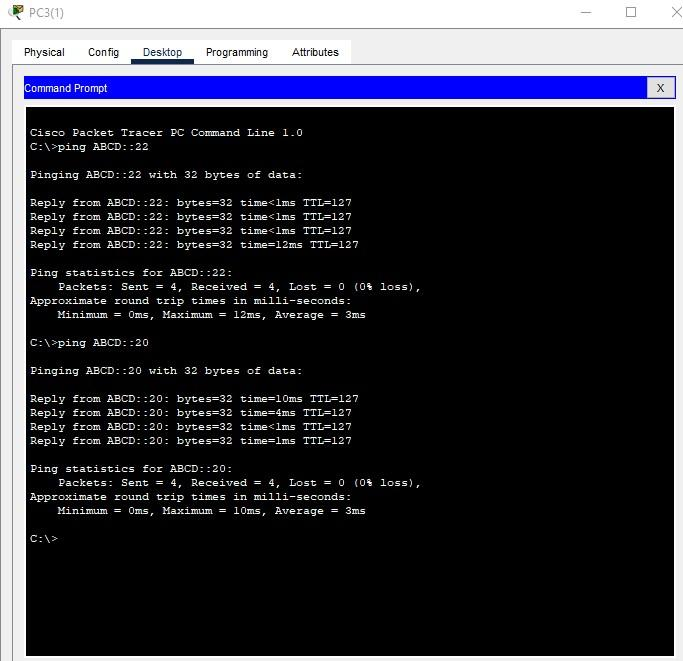 PC3(1)
Physical Config Desktop Programming Attributes
Command Prompt
X
Cisco Packet Tracer PC Command Line 1.0
C:\>ping ABCD::22
Pinging ABCD::22 with 32 bytes of data:
Reply from ABCD::22: bytes=32 time<1ms TTL=127
Reply from ABCD::22: bytes=32 time<1ms TTL=127
Reply from ABCD::22: bytes=32 time<1ms TTL=127
Reply from ABCD::22: bytes=32 time=12ms TTL=127
Ping statistics for ABCD::22:
Packets: Sent = 4, Received = 4, Lost = 0 (0% loss),
Approximate round trip times in milli-seconds:
Minimum = 0ms, Maximum = 12ms, Average = 3ms
C:\>ping ABCD::20
Pinging ABCD::20 with 32 bytes of data:
Reply from ABCD::20: bytes=32 time=10ms TTL=127
Reply from ABCD::20: bytes=32 time=4ms TTL=127
Reply from ABCD::20: bytes=32 time<1ms TTL=127
Reply from ABCD::20: bytes=32 time=1ms TTL=127
Ping statistics for ABCD::20:
Packets: Sent = 4, Received = 4, Lost = 0 (0% loss),
Approximate round trip times in milli-seconds:
Minimum = 0ms, Maximum = 10ms, Average = 3ms
C:\>